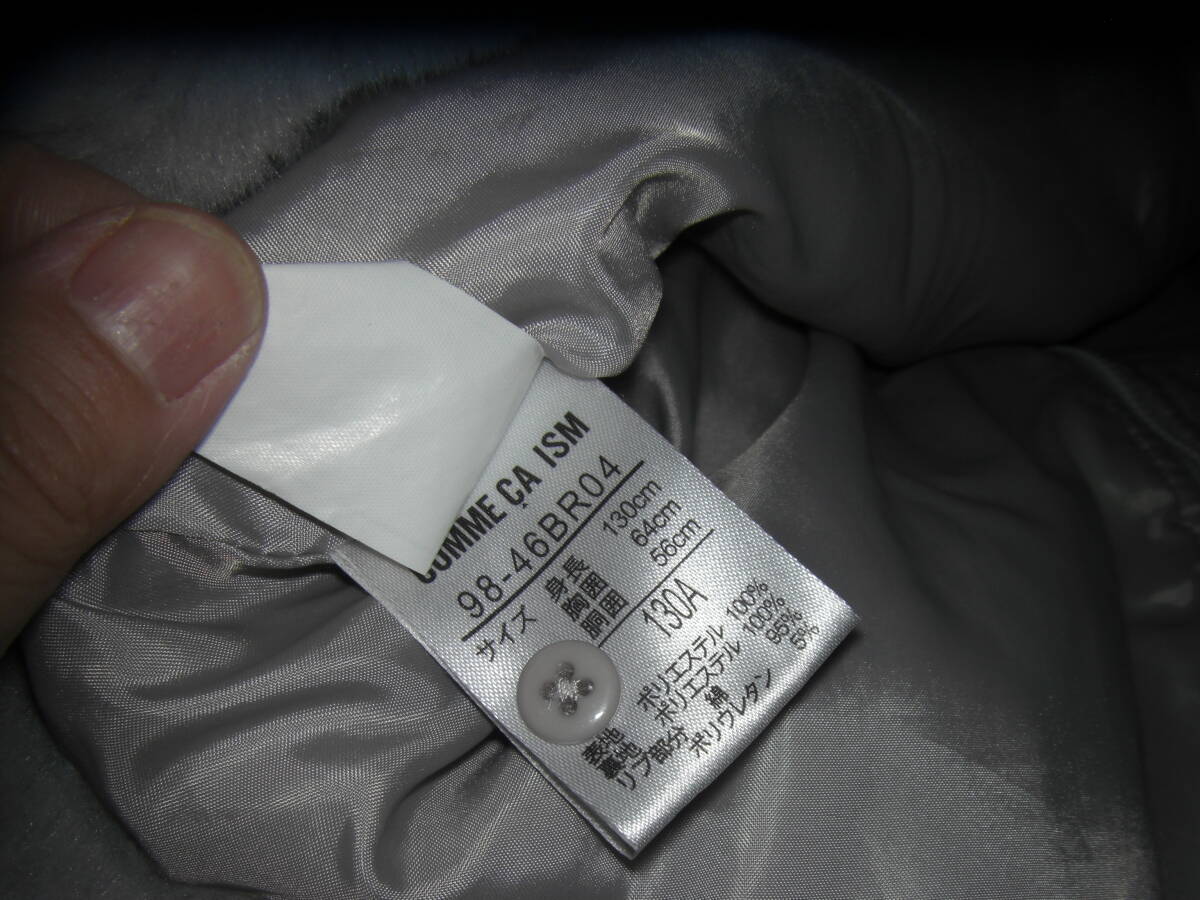 COMME ÇA ISM
98-46BR04
サイズ 身長 130cm
胸囲 64cm
胴囲 56cm
130A
表地 ポリエステル 100%
裏地 ポリエステル 100%
リブ部分 綿 95%
ポリウレタン 5%